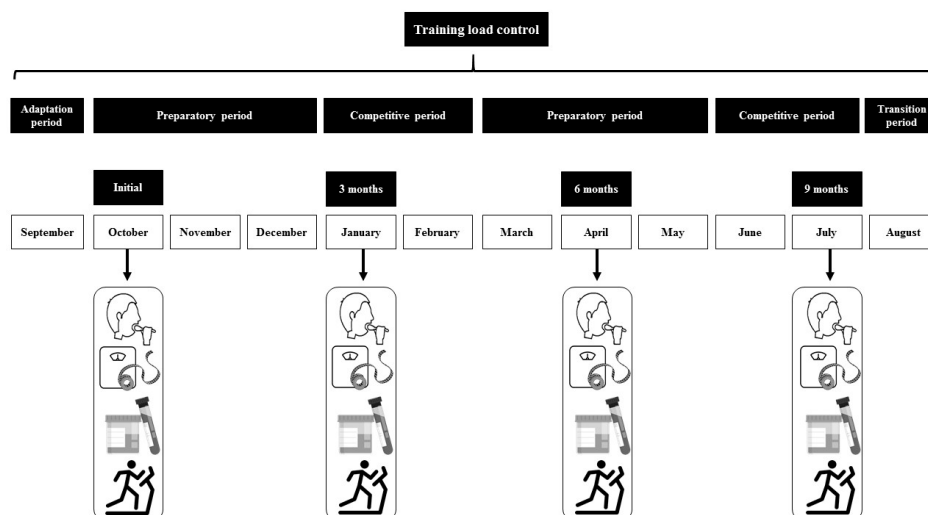 Training load control
Adaptation
period
Preparatory period
Competitive period
Preparatory period
Competitive period
Transition
period
Initial
3 months
6 months
9 months
September
October
November
December
January
February
March
April
May
June
July
August